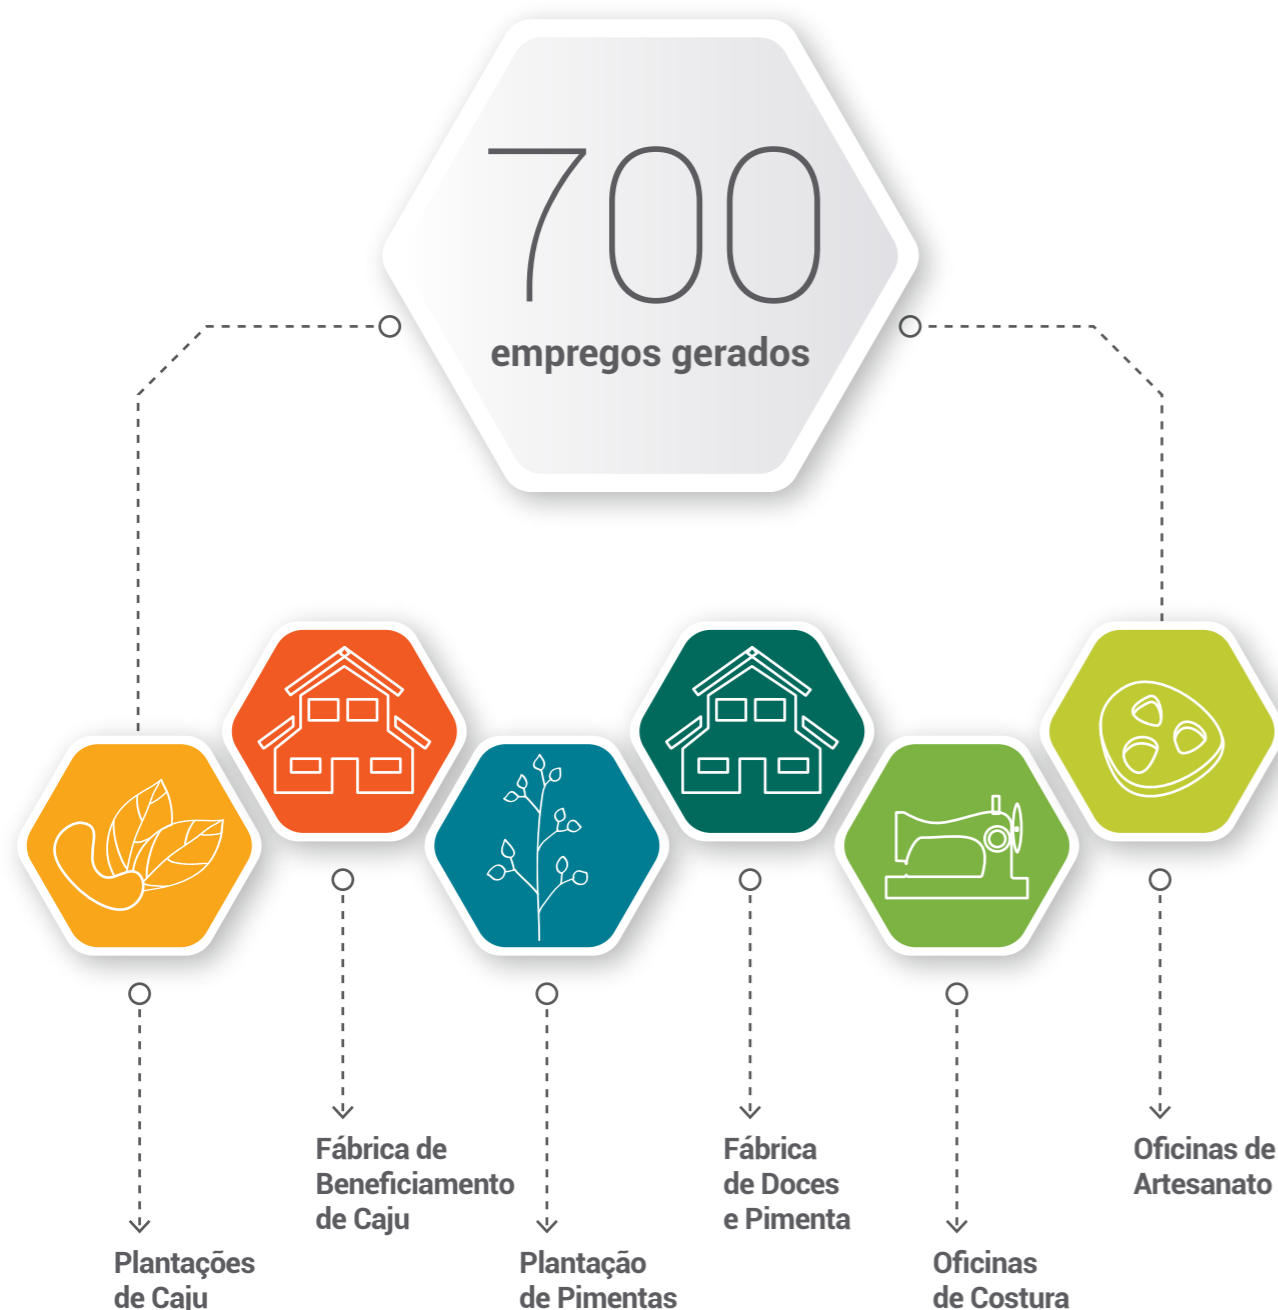 700
empregos gerados
Plantações
de Caju
Fábrica de
Beneficiamento
de Caju
Plantação
de Pimentas
Fábrica
de Doces
e Pimenta
Oficinas
de Costura
Oficinas de
Artesanato